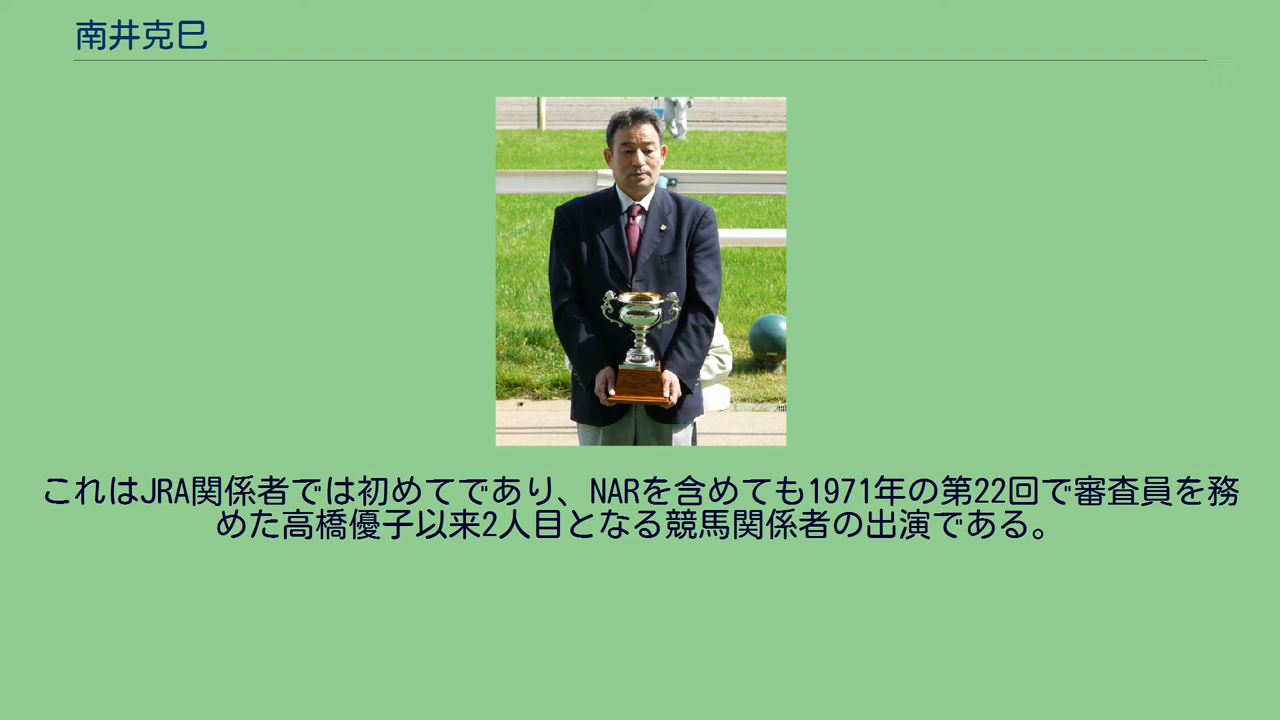 南井克巳
これはJRA関係者では初めてであり、NARを含めても1971年の第22回で審査員を務
めた高橋優子以来2人目となる競馬関係者の出演である。